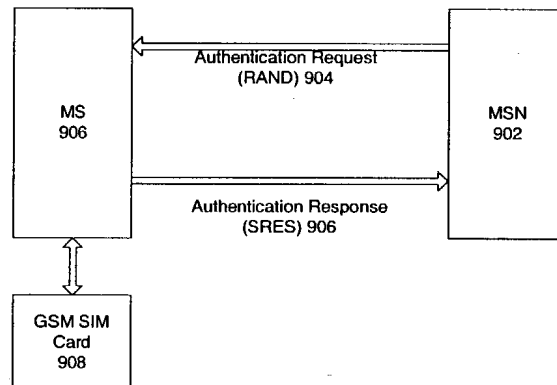 Authentication Request
(RAND) 904
MS
906
MSN
902
Authentication Response
(SRES) 906
GSM SIM
Card
908